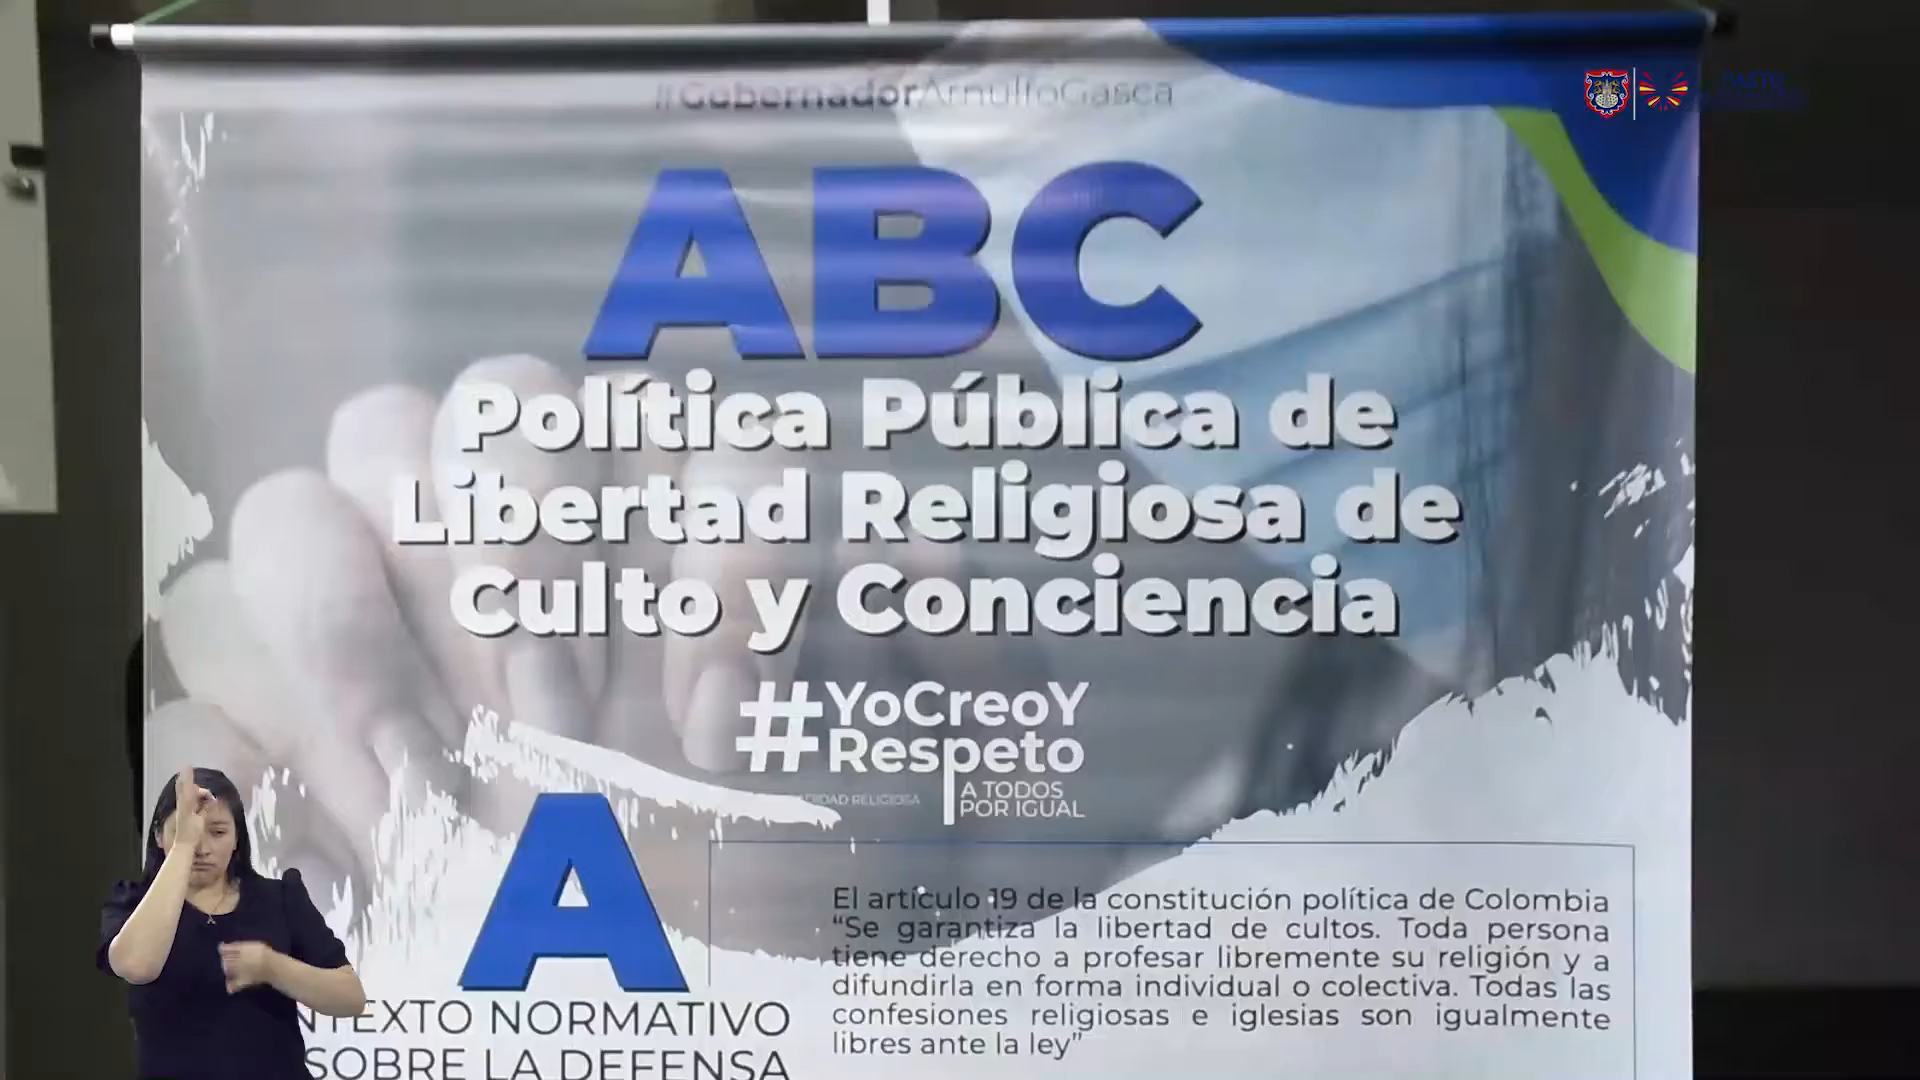 #GobernadorArnulfoGasca
PASTO
ABC
Política Pública de
Libertad Religiosa de
Culto y Conciencia
#YoCreoY
Respeto
A TODOS
POR IGUAL
RELIGIOSA
A
NTEXTO NORMATIVO
SOBRE LA DEFENSA
El artículo 19 de la constitución política de Colombia
“Se garantiza la libertad de cultos. Toda persona
tiene derecho a profesar libremente su religión y a
difundirla en forma individual o colectiva. Todas las
confesiones religiosas e iglesias son igualmente
libres ante la ley”